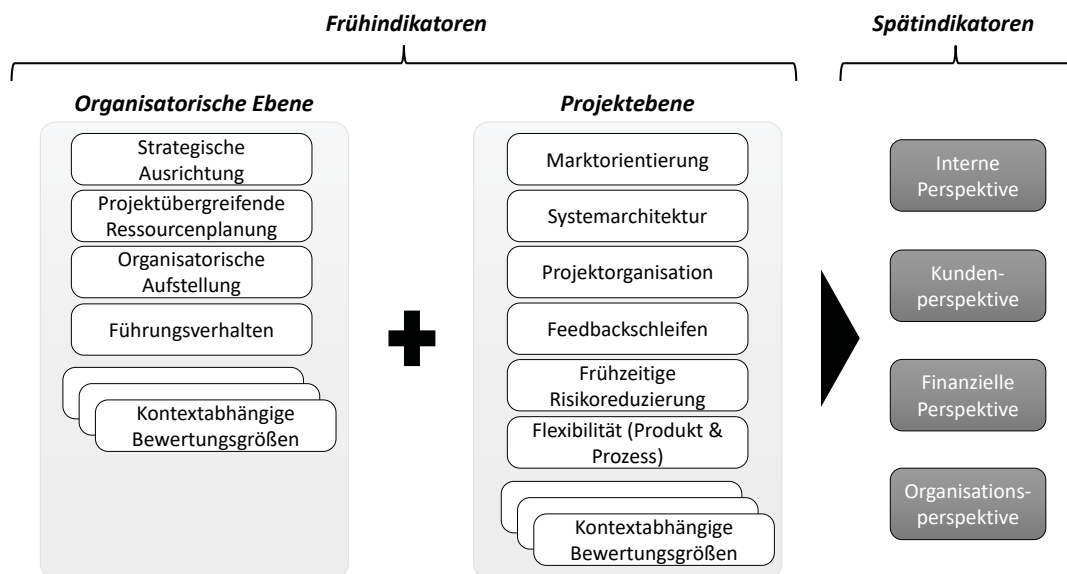 Frühindikatoren
Spätindikatoren
Organisatorische Ebene
Strategische
Ausrichtung
Projektübergreifende
Ressourcenplanung
Organisatorische
Aufstellung
Führungsverhalten
Kontextabhängige
Bewertungsgrößen
Projektebene
Marktorientierung
Systemarchitektur
Projektorganisation
Feedbackschleifen
Frühzeitige
Risikoreduzierung
Flexibilität (Produkt &
Prozess)
Kontextabhängige
Bewertungsgrößen
Interne
Perspektive
Kunden-
perspektive
Finanzielle
Perspektive
Organisations-
perspektive